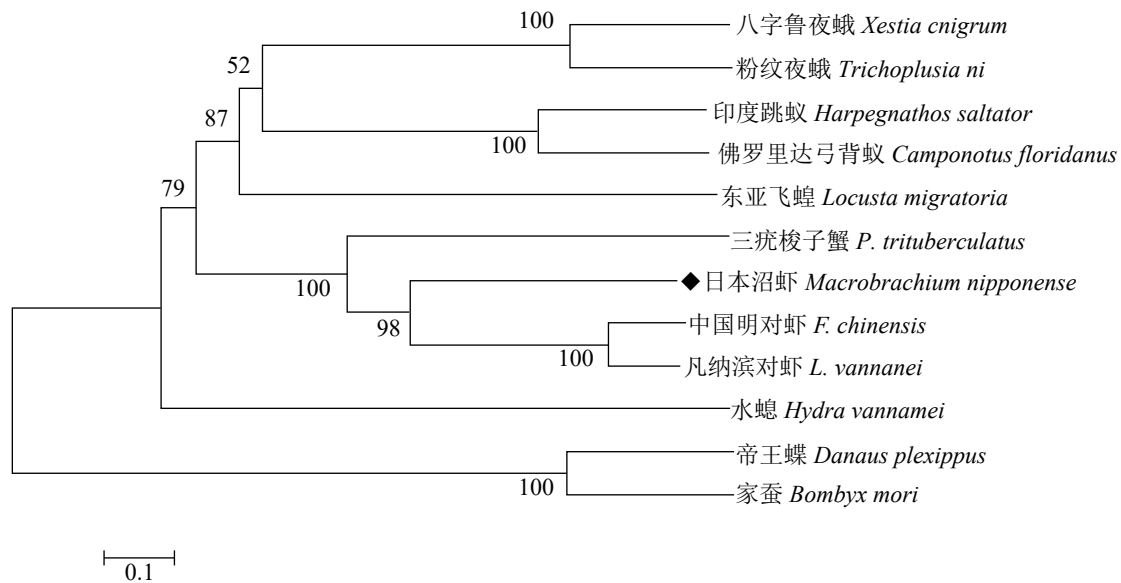 100
八字鲁夜蛾 Xestia cnigrum
52
粉纹夜蛾 Trichoplusia ni
87
印度跳蚁 Harpegnathos saltator
100
佛罗里达弓背蚁 Camponotus floridanus
79
东亚飞蝗 Locusta migratoria
三疣梭子蟹 P. trituberculatus
100
◆日本沼虾 Macrobrachium nipponense
98
中国明对虾 F. chinensis
100
凡纳滨对虾 L. vannanei
水螅 Hydra vannamei
帝王蝶 Danaus plexippus
100
家蚕 Bombyx mori
0.1